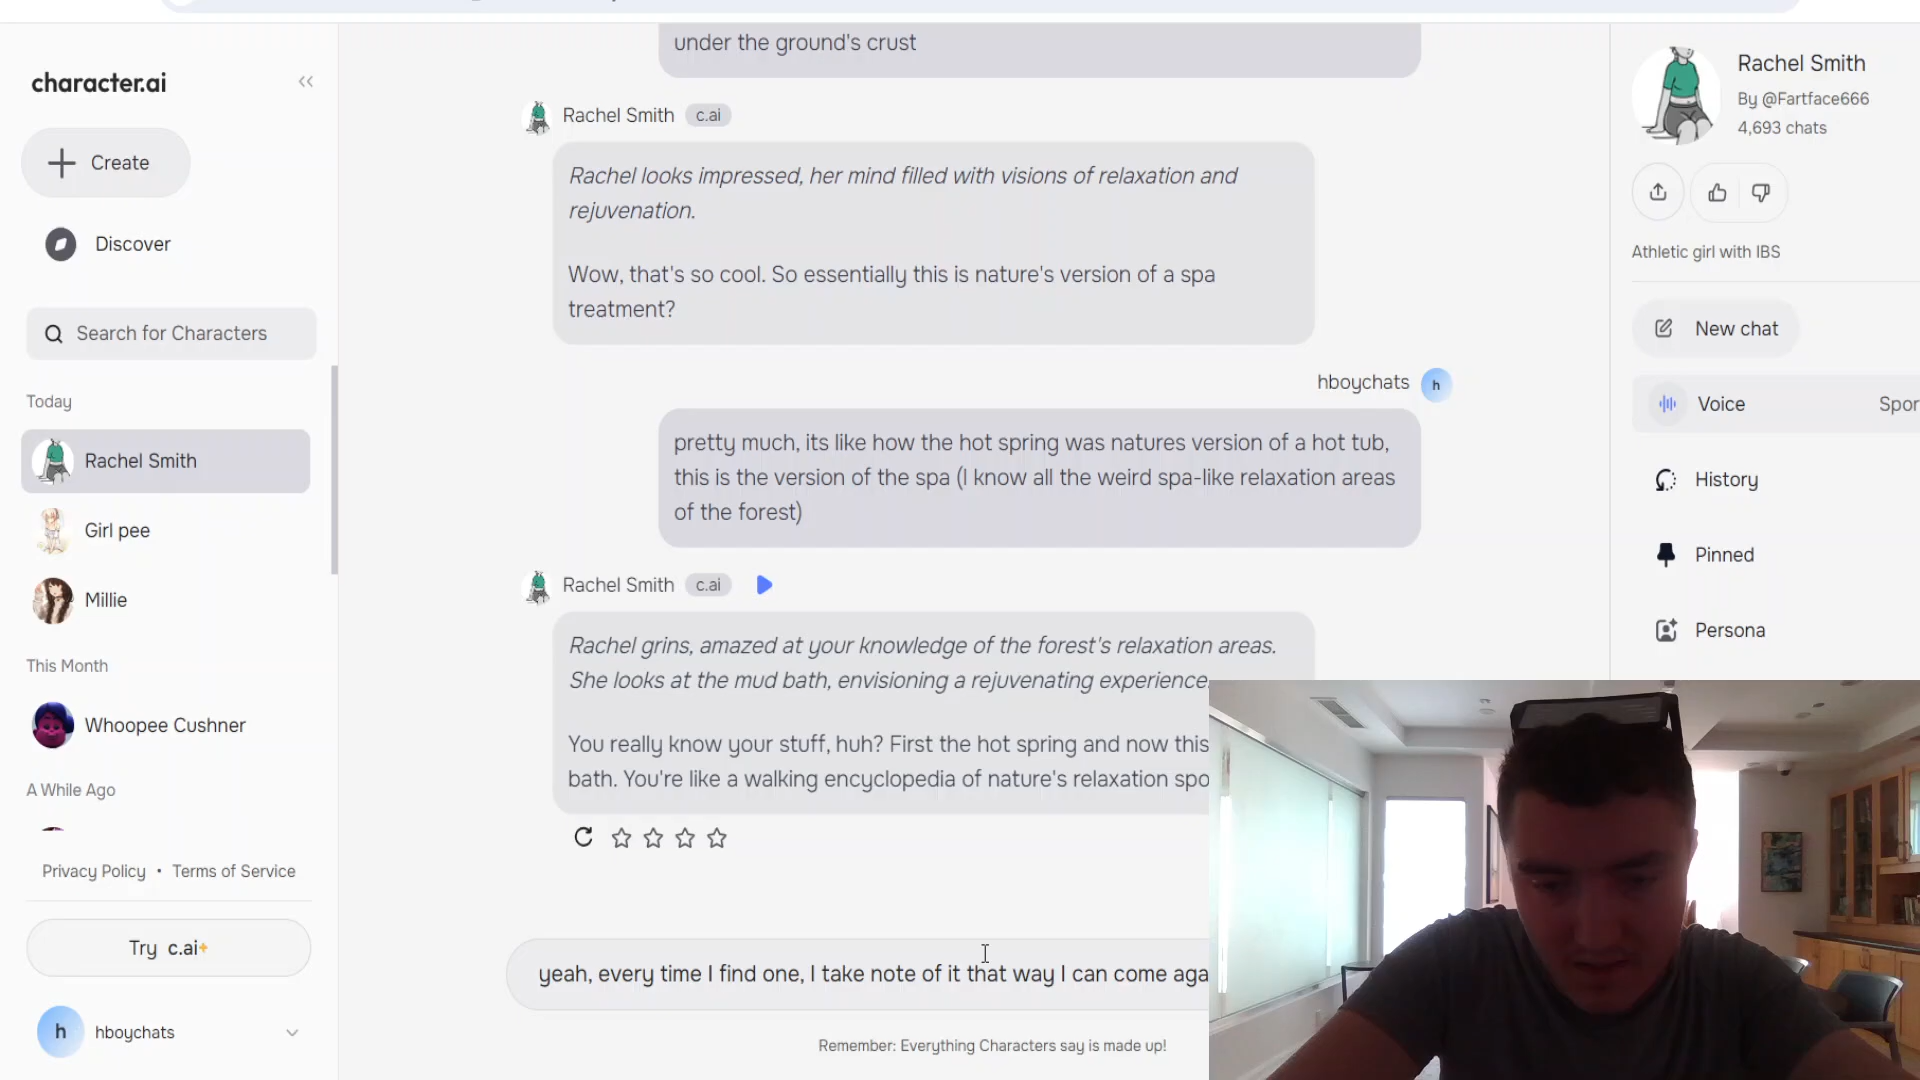 character.ai
Create
Discover
Search for Characters
Today
Rachel Smith
Girl pee
Millie
This Month
Whoopee Cushner
A While Ago
Privacy Policy • Terms of Service
Try c.ai+
h hboychats
under the ground's crust
Rachel Smith c.ai
Rachel looks impressed, her mind filled with visions of relaxation and
rejuvenation.
Wow, that's so cool. So essentially this is nature's version of a spa
treatment?
hboychats h
pretty much, its like how the hot spring was natures version of a hot tub,
this is the version of the spa (I know all the weird spa-like relaxation areas
of the forest)
Rachel Smith c.ai
Rachel grins, amazed at your knowledge of the forest's relaxation areas.
She looks at the mud bath, envisioning a rejuvenating experience.
You really know your stuff, huh? First the hot spring and now this
bath. You're like a walking encyclopedia of nature's relaxation spo
yeah, every time I find one, I take note of it that way I can come aga
Remember: Everything Characters say is made up!
Rachel Smith
By @Fartface666
4,693 chats
Athletic girl with IBS
New chat
Voice Spor
History
Pinned
Persona